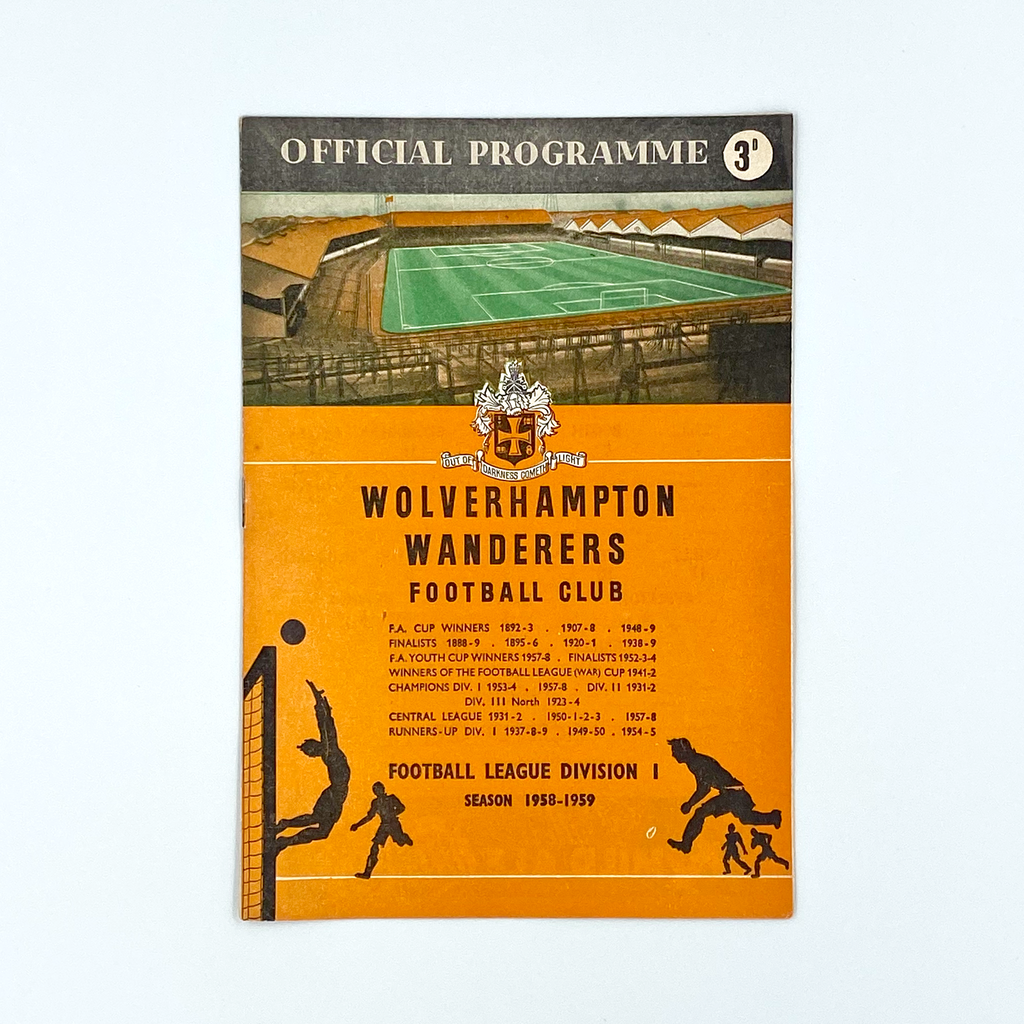 OFFICIAL PROGRAMME 3D
OUT OF DARKNESS COMETH LIGHT
WOLVERHAMPTON
WANDERERS
FOOTBALL CLUB
F.A. CUP WINNERS 1892-3 . 1907-8 . 1948-9
FINALISTS 1888-9 . 1895-6 . 1920-1 . 1938-9
F.A. YOUTH CUP WINNERS 1957-8 . FINALISTS 1952-3-4
WINNERS OF THE FOOTBALL LEAGUE (WAR) CUP 1941-2
CHAMPIONS DIV. I 1953-4 . 1957-8 . DIV. II 1931-2
DIV. III North 1923-4
CENTRAL LEAGUE 1931-2 . 1950-1-2-3 . 1957-8
RUNNERS-UP DIV. I 1937-8-9 . 1949-50 . 1954-5
FOOTBALL LEAGUE DIVISION I
SEASON 1958-1959